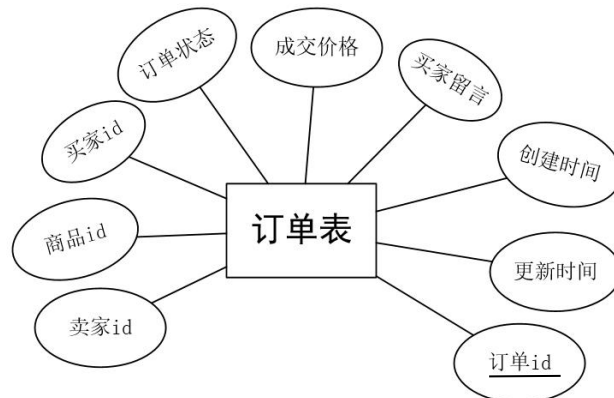 订单状态
成交价格
买家留言
买家id
创建时间
商品id
订单表
更新时间
卖家id
订单id